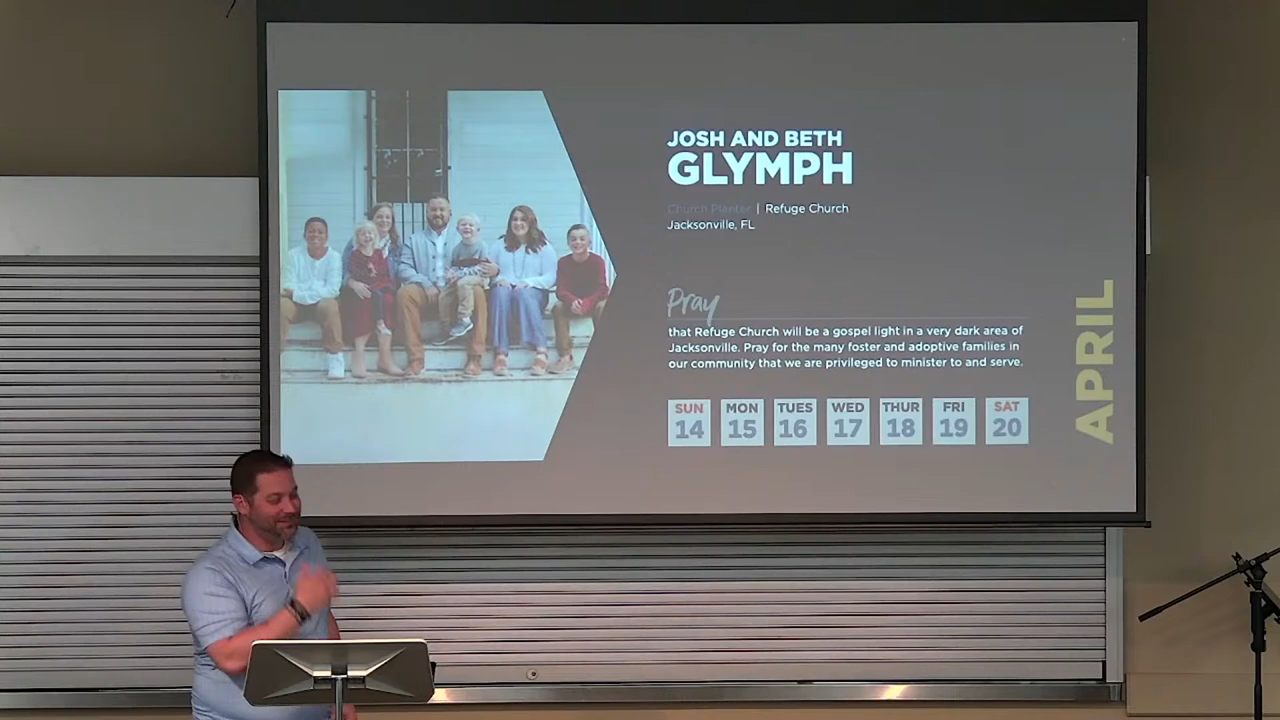 JOSH AND BETH
GLYMPH
Church Planter | Refuge Church
Jacksonville, FL
Pray
that Refuge Church will be a gospel light in a very dark area of
Jacksonville. Pray for the many foster and adoptive families in
our community that we are privileged to minister to and serve.
SUN MON TUES WED THUR FRI SAT
14 15 16 17 18 19 20
APRIL